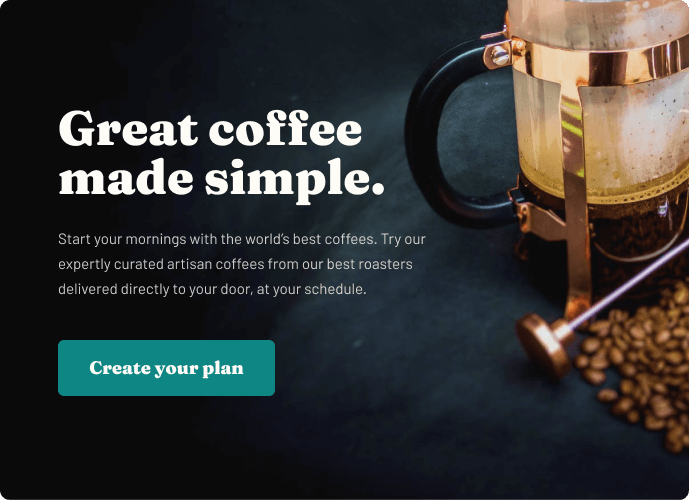 Great coffee
made simple.
Start your mornings with the world’s best coffees. Try our
expertly curated artisan coffees from our best roasters
delivered directly to your door, at your schedule.
Create your plan